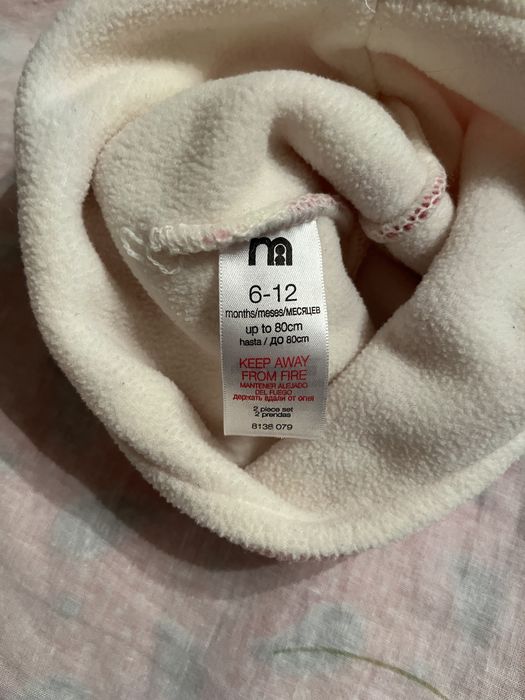 m
6-12
months/meses/МЕСЯЦЕВ
up to 80cm
hasta / ДО 80cm
KEEP AWAY
FROM FIRE
MANTENER ALEJADO
DEL FUEGO
держать вдали от огня
2 piece set
2 prendas
8138 079